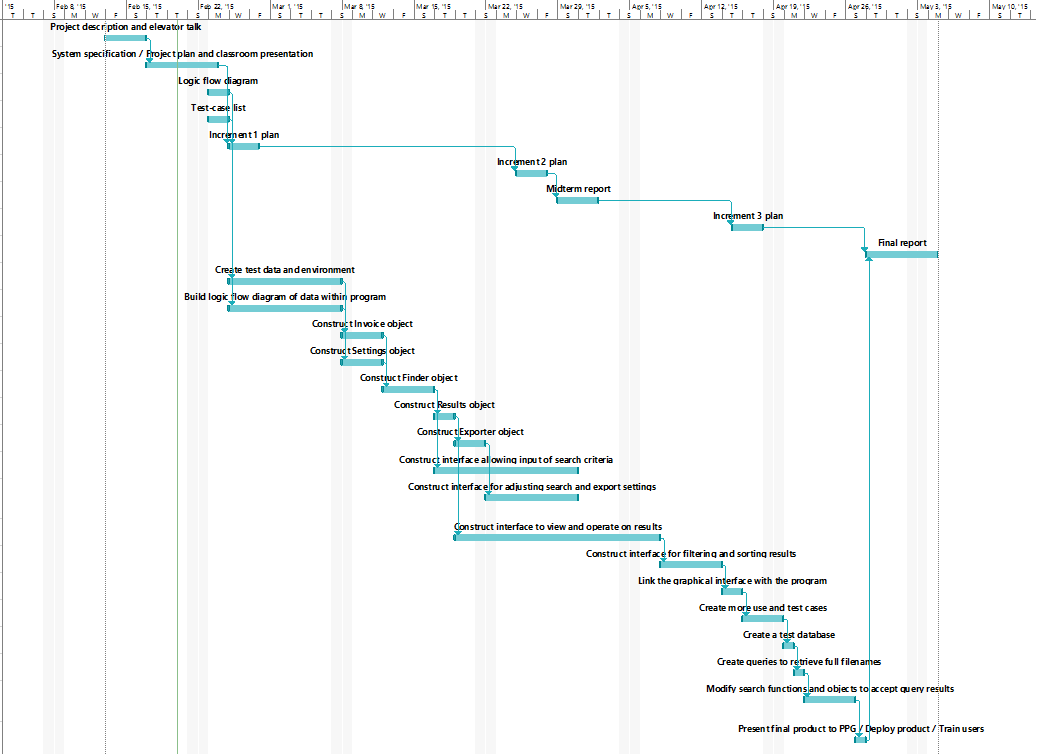 '15 Feb 8, '15 Feb 15, '15 Feb 22, '15 Mar 1, '15 Mar 8, '15 Mar 15, '15 Mar 22, '15 Mar 29, '15 Apr 5, '15 Apr 12, '15 Apr 19, '15 Apr 26, '15 May 3, '15 May 10, '15
T T S M W F S T T S M W F S T T S M W F S T T S M W F S T T S M W F S T T S M W F S T T S M W F S T
Project description and elevator talk
System specification / Project plan and classroom presentation
Logic flow diagram
Test-case list
Increment 1 plan
Increment 2 plan
Midterm report
Increment 3 plan
Final report
Create test data and environment
Build logic flow diagram of data within program
Construct Invoice object
Construct Settings object
Construct Finder object
Construct Results object
Construct Exporter object
Construct interface allowing input of search criteria
Construct interface for adjusting search and export settings
Construct interface to view and operate on results
Construct interface for filtering and sorting results
Link the graphical interface with the program
Create more use and test cases
Create a test database
Create queries to retrieve full filenames
Modify search functions and objects to accept query results
Present final product to PPG / Deploy product / Train users